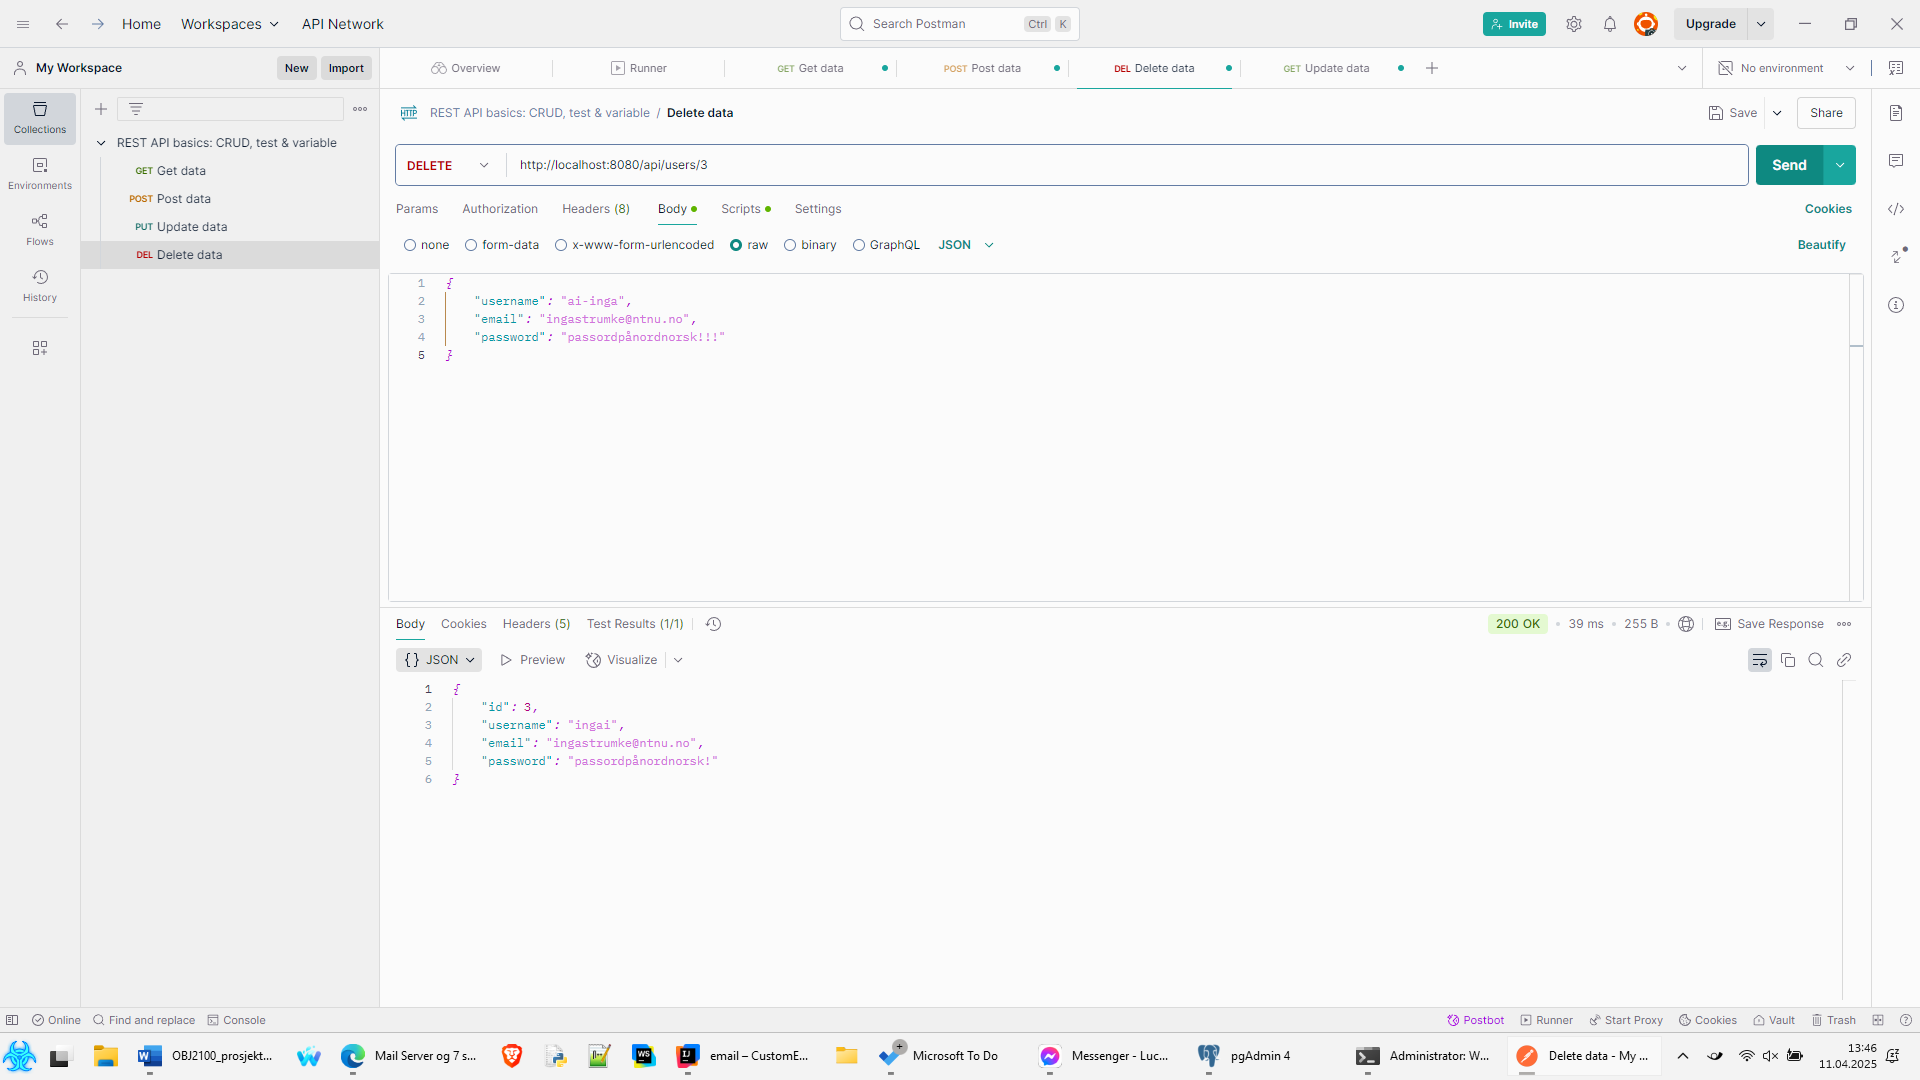 Home Workspaces API Network Search Postman Ctrl K Invite Upgrade
My Workspace New Import Overview Runner GET Get data POST Post data DEL Delete data GET Update data No environment
Collections
Environments
Flows
History
REST API basics: CRUD, test & variable
GET Get data
POST Post data
PUT Update data
DEL Delete data
HTTP REST API basics: CRUD, test & variable / Delete data Save Share
DELETE http://localhost:8080/api/users/3 Send
Params Authorization Headers (8) Body Scripts Settings Cookies
none form-data x-www-form-urlencoded raw binary GraphQL JSON Beautify
1 {
2 "username": "ai-inga",
3 "email": "ingastrumke@ntnu.no",
4 "password": "passordpånordnorsk!!!"
5 }
Body Cookies Headers (5) Test Results (1/1) 200 OK • 39 ms • 255 B • e.g. Save Response
{} JSON Preview Visualize
1 {
2 "id": 3,
3 "username": "ingai",
4 "email": "ingastrumke@ntnu.no",
5 "password": "passordpånordnorsk!"
6 }
Online Find and replace Console Postbot Runner Start Proxy Cookies Vault Trash
OBJ2100_prosjekt... Mail Server og 7 s... WS IJ email – CustomE... Microsoft To Do Messenger - Luc... pgAdmin 4 Administrator: W... Delete data - My ... 13:46
11.04.2025